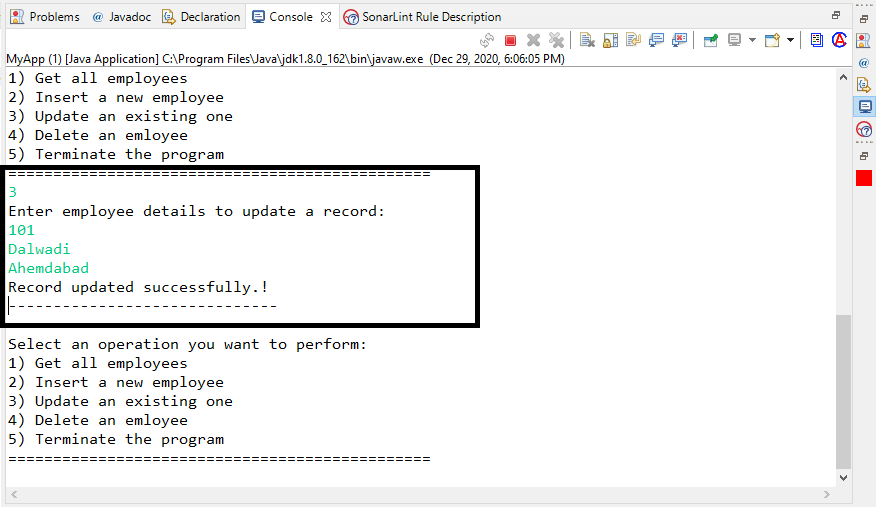 Problems @ Javadoc Declaration Console SonarLint Rule Description
MyApp (1) [Java Application] C:\Program Files\Java\jdk1.8.0_162\bin\javaw.exe (Dec 29, 2020, 6:06:05 PM)
1) Get all employees
2) Insert a new employee
3) Update an existing one
4) Delete an emloyee
5) Terminate the program
===============================================
3
Enter employee details to update a record:
101
Dalwadi
Ahemdabad
Record updated successfully.!
------------------------------
Select an operation you want to perform:
1) Get all employees
2) Insert a new employee
3) Update an existing one
4) Delete an emloyee
5) Terminate the program
===============================================